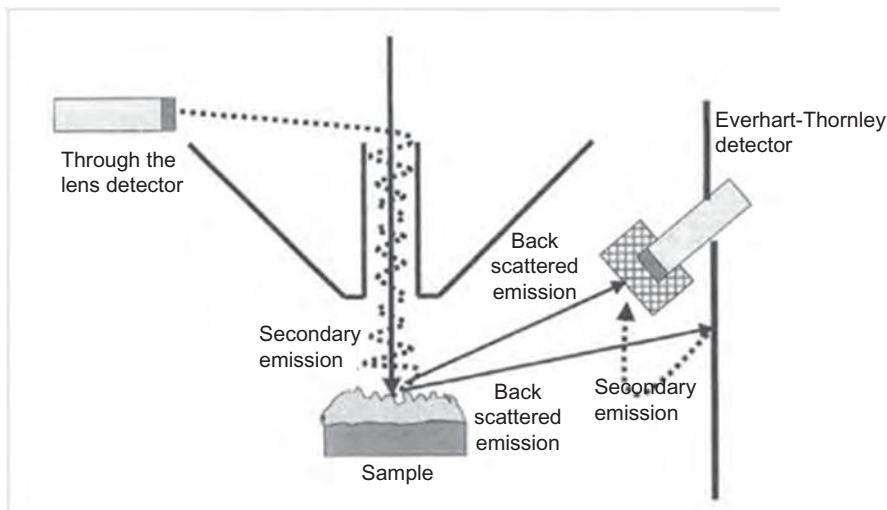 Through the
lens detector
Everhart-Thornley
detector
Back
scattered
emission
Secondary
emission
Back
scattered
emission
Secondary
emission
Sample